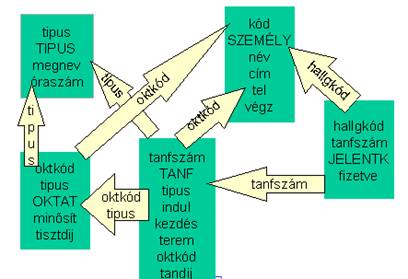 tipus
TIPUS
megnev
óraszám
kód
SZEMÉLY
név
cím
tel
végz
tipus
oktkód
oktkód
hallgkód
tipus
hallgkód
tanfszám
JELENTK
fizetve
oktkód
tipus
OKTAT
minősít
tisztdij
oktkód
tipus
tanfszám
TANF
tipus
indul
kezdés
terem
oktkód
tandíj
tanfszám